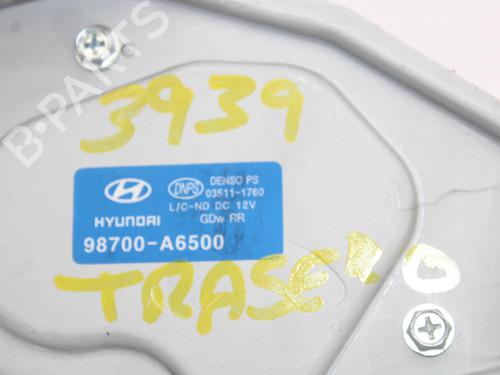 B-PARTS
3939
DNPS
DENSO PS
03511-1760
L/C-ND DC 12V
HYUNDAI
GDw RR
98700-A6500
TRASERO